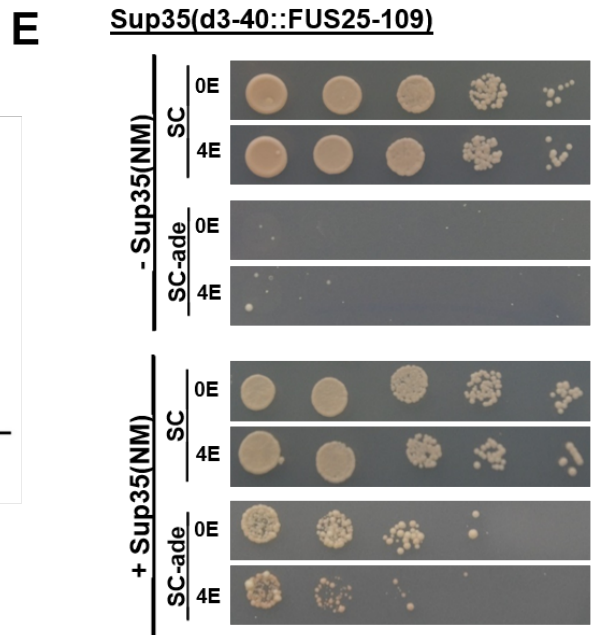 E
Sup35(d3-40::FUS25-109)
- Sup35(NM)
SC
0E
4E
SC-ade
0E
4E
+ Sup35(NM)
SC
0E
4E
SC-ade
0E
4E